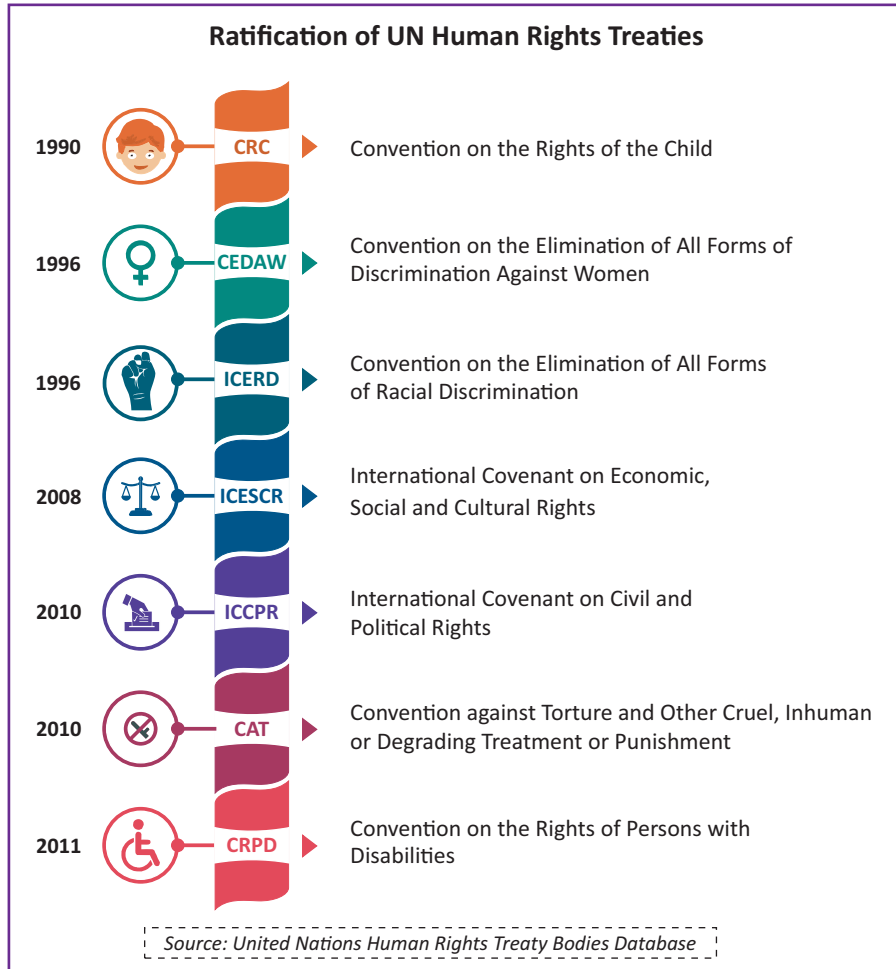 Ratification of UN Human Rights Treaties
1990
CRC
Convention on the Rights of the Child
1996
CEDAW
Convention on the Elimination of All Forms of
Discrimination Against Women
1996
ICERD
Convention on the Elimination of All Forms
of Racial Discrimination
2008
ICESCR
International Covenant on Economic,
Social and Cultural Rights
2010
ICCPR
International Covenant on Civil and
Political Rights
2010
CAT
Convention against Torture and Other Cruel, Inhuman
or Degrading Treatment or Punishment
2011
CRPD
Convention on the Rights of Persons with
Disabilities
Source: United Nations Human Rights Treaty Bodies Database